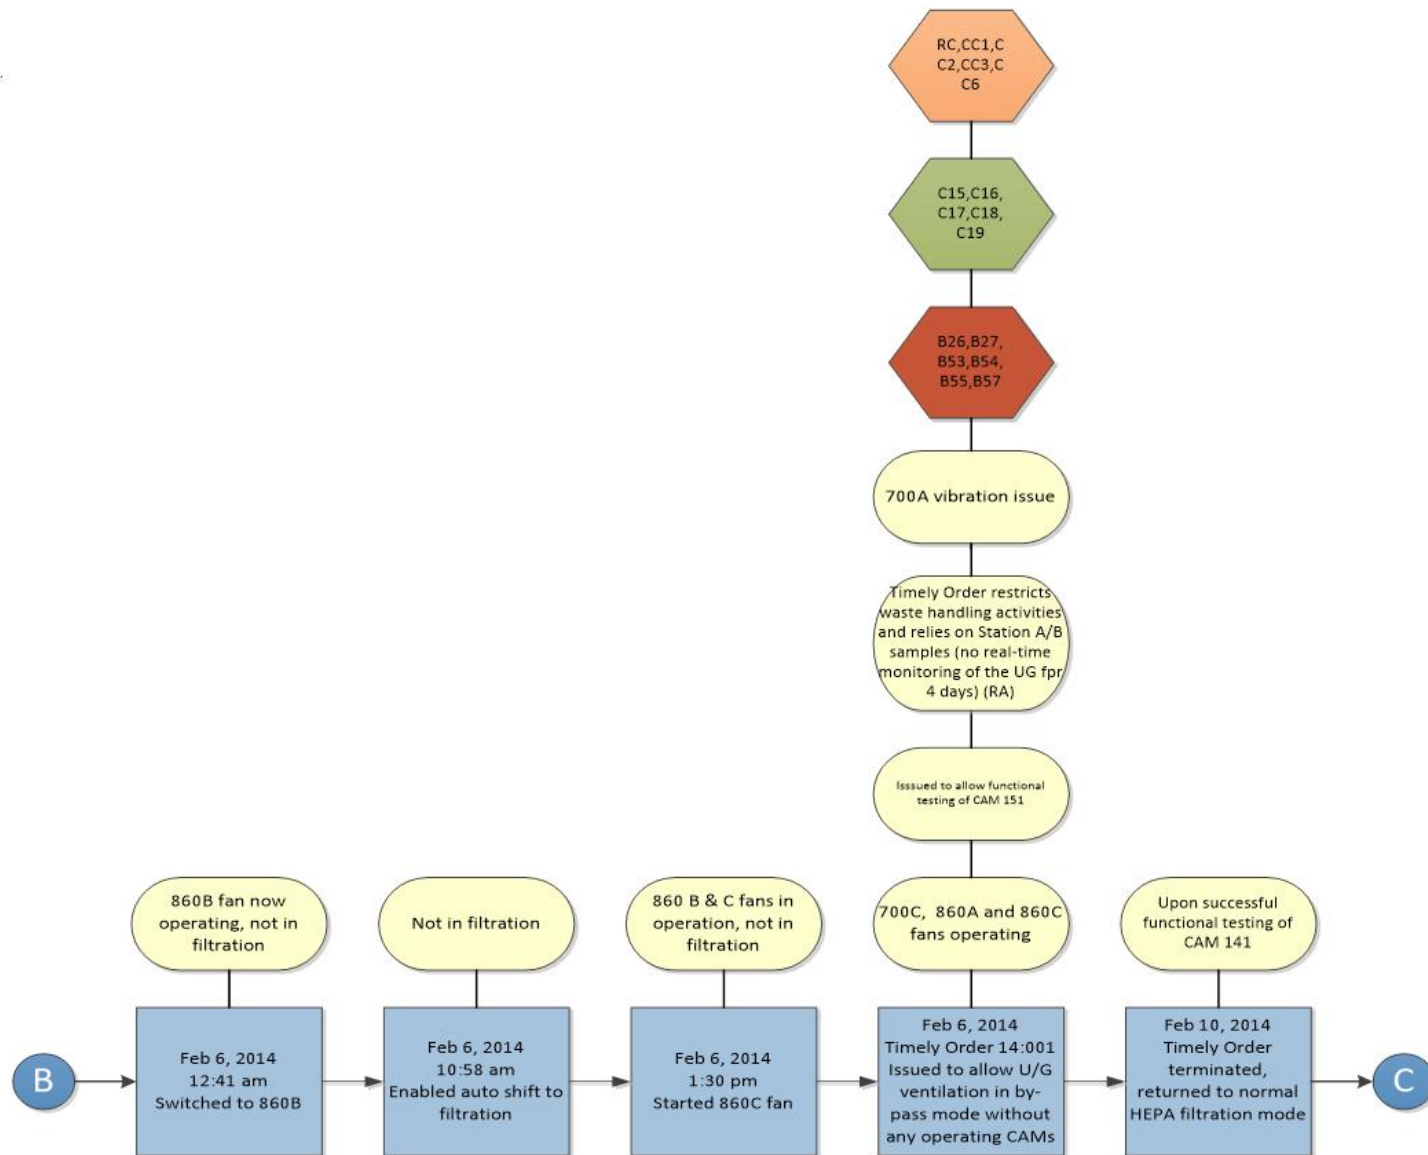 RC,CC1,C
C2,CC3,C
C6
C15,C16,
C17,C18,
C19
B26,B27,
B53,B54,
B55,B57
700A vibration issue
Timely Order restricts
waste handling activities
and relies on Station A/B
samples (no real-time
monitoring of the UG fpr
4 days) (RA)
Isssued to allow functional
testing of CAM 151
860B fan now
operating, not in
filtration
Not in filtration
860 B & C fans in
operation, not in
filtration
700C, 860A and 860C
fans operating
Upon successful
functional testing of
CAM 141
B
Feb 6, 2014
12:41 am
Switched to 860B
Feb 6, 2014
10:58 am
Enabled auto shift to
filtration
Feb 6, 2014
1:30 pm
Started 860C fan
Feb 6, 2014
Timely Order 14:001
Issued to allow U/G
ventilation in by-
pass mode without
any operating CAMs
Feb 10, 2014
Timely Order
terminated,
returned to normal
HEPA filtration mode
C